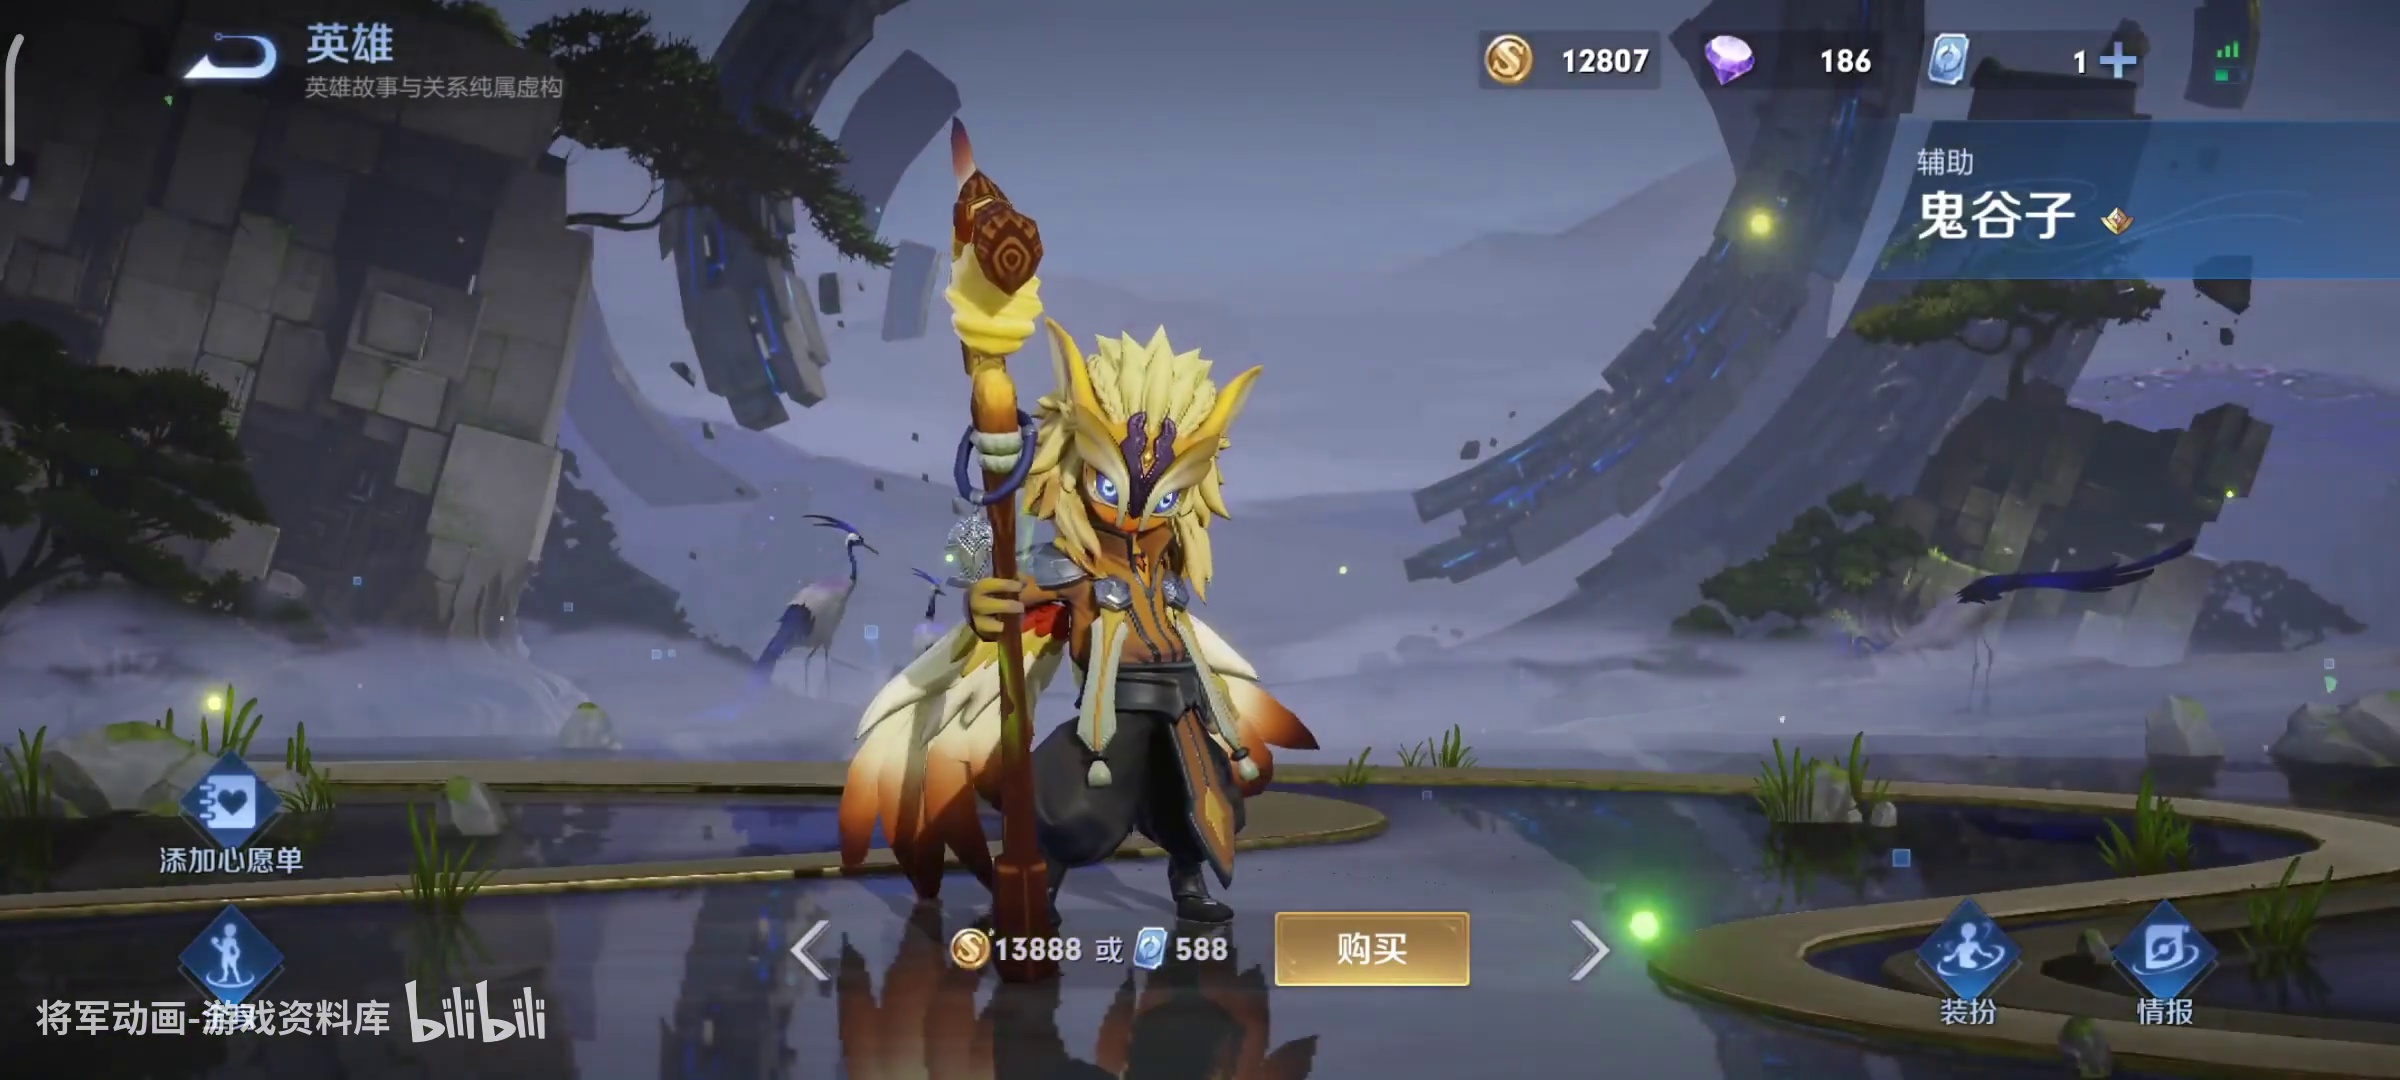 英雄
英雄故事与关系纯属虚构
12807
186
1
辅助
鬼谷子
添加心愿单
13888 或 588
购买
装扮
情报
将军动画-游戏资料库 bilibili